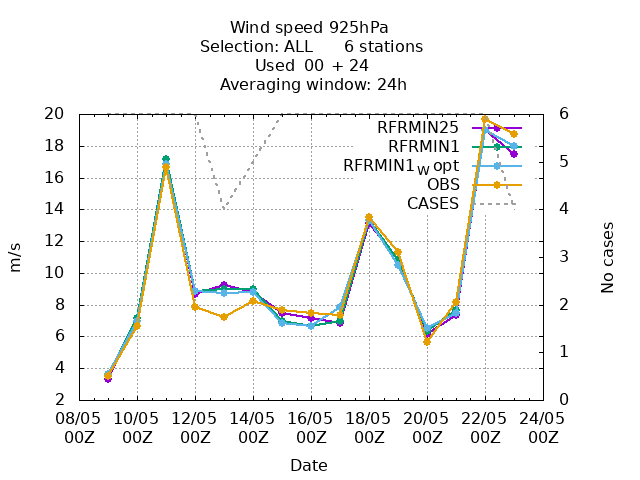 Wind speed 925hPa
Selection: ALL 6 stations
Used 00 + 24
Averaging window: 24h
20 6
18
16 5
14 4
12
10 3
8 2
6
4 1
2 0
m/s
No cases
RFRMIN25
RFRMIN1
RFRMIN1w opt
OBS
CASES
08/05 10/05 12/05 14/05 16/05 18/05 20/05 22/05 24/05
00Z 00Z 00Z 00Z 00Z 00Z 00Z 00Z 00Z
Date